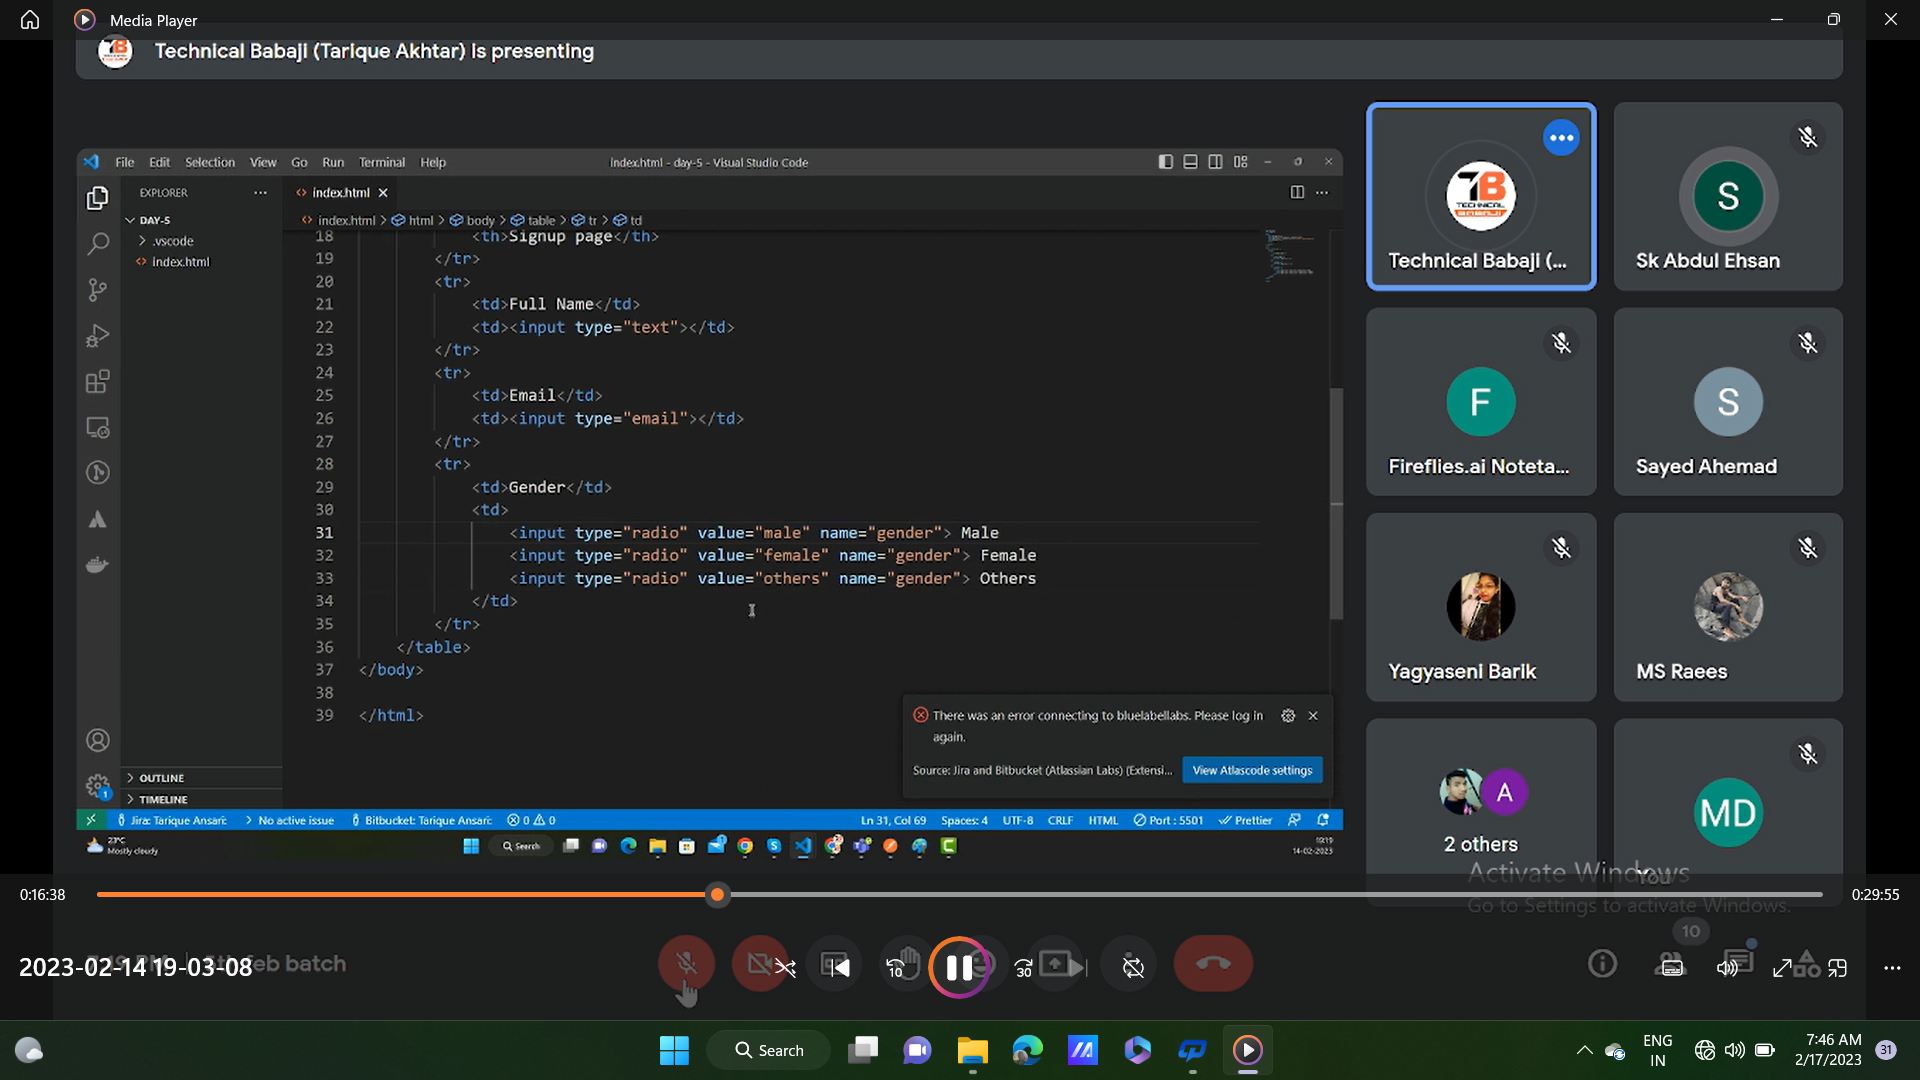 Media Player
Technical Babaji (Tarique Akhtar) is presenting
File Edit Selection View Go Run Terminal Help
index.html - day-5 - Visual Studio Code
EXPLORER
index.html
DAY-5
.vscode
index.html
index.html > html > body > table > tr > td
18 <th>Signup page</th>
19 </tr>
20 <tr>
21 <td>Full Name</td>
22 <td><input type="text"></td>
23 </tr>
24 <tr>
25 <td>Email</td>
26 <td><input type="email"></td>
27 </tr>
28 <tr>
29 <td>Gender</td>
30 <td>
31 <input type="radio" value="male" name="gender"> Male
32 <input type="radio" value="female" name="gender"> Female
33 <input type="radio" value="others" name="gender"> Others
34 </td>
35 </tr>
36 </table>
37 </body>
38
39 </html>
There was an error connecting to bluelabellabs. Please log in
again.
Source: Jira and Bitbucket (Atlassian Labs) (Extensi...
View Atlascode settings
OUTLINE
TIMELINE
1
Jira: Tarique Ansari:
No active issue
Bitbucket: Tarique Ansari:
0 0
Ln 31, Col 69
Spaces: 4
UTF-8
CRLF
HTML
Port : 5501
Prettier
23°C
Mostly cloudy
Search
19:19
14-02-2023
7B
TECHNICAL
BABAJI
Technical Babaji (...
S
Sk Abdul Ehsan
F
Fireflies.ai Noteta...
S
Sayed Ahemad
Yagyaseni Barik
MS Raees
A
2 others
MD
You
Activate Windows
Go to Settings to activate Windows.
0:16:38
0:29:55
2023-02-14 19-03-08
feb batch
10
30
10
Search
ENG
IN
7:46 AM
2/17/2023
31